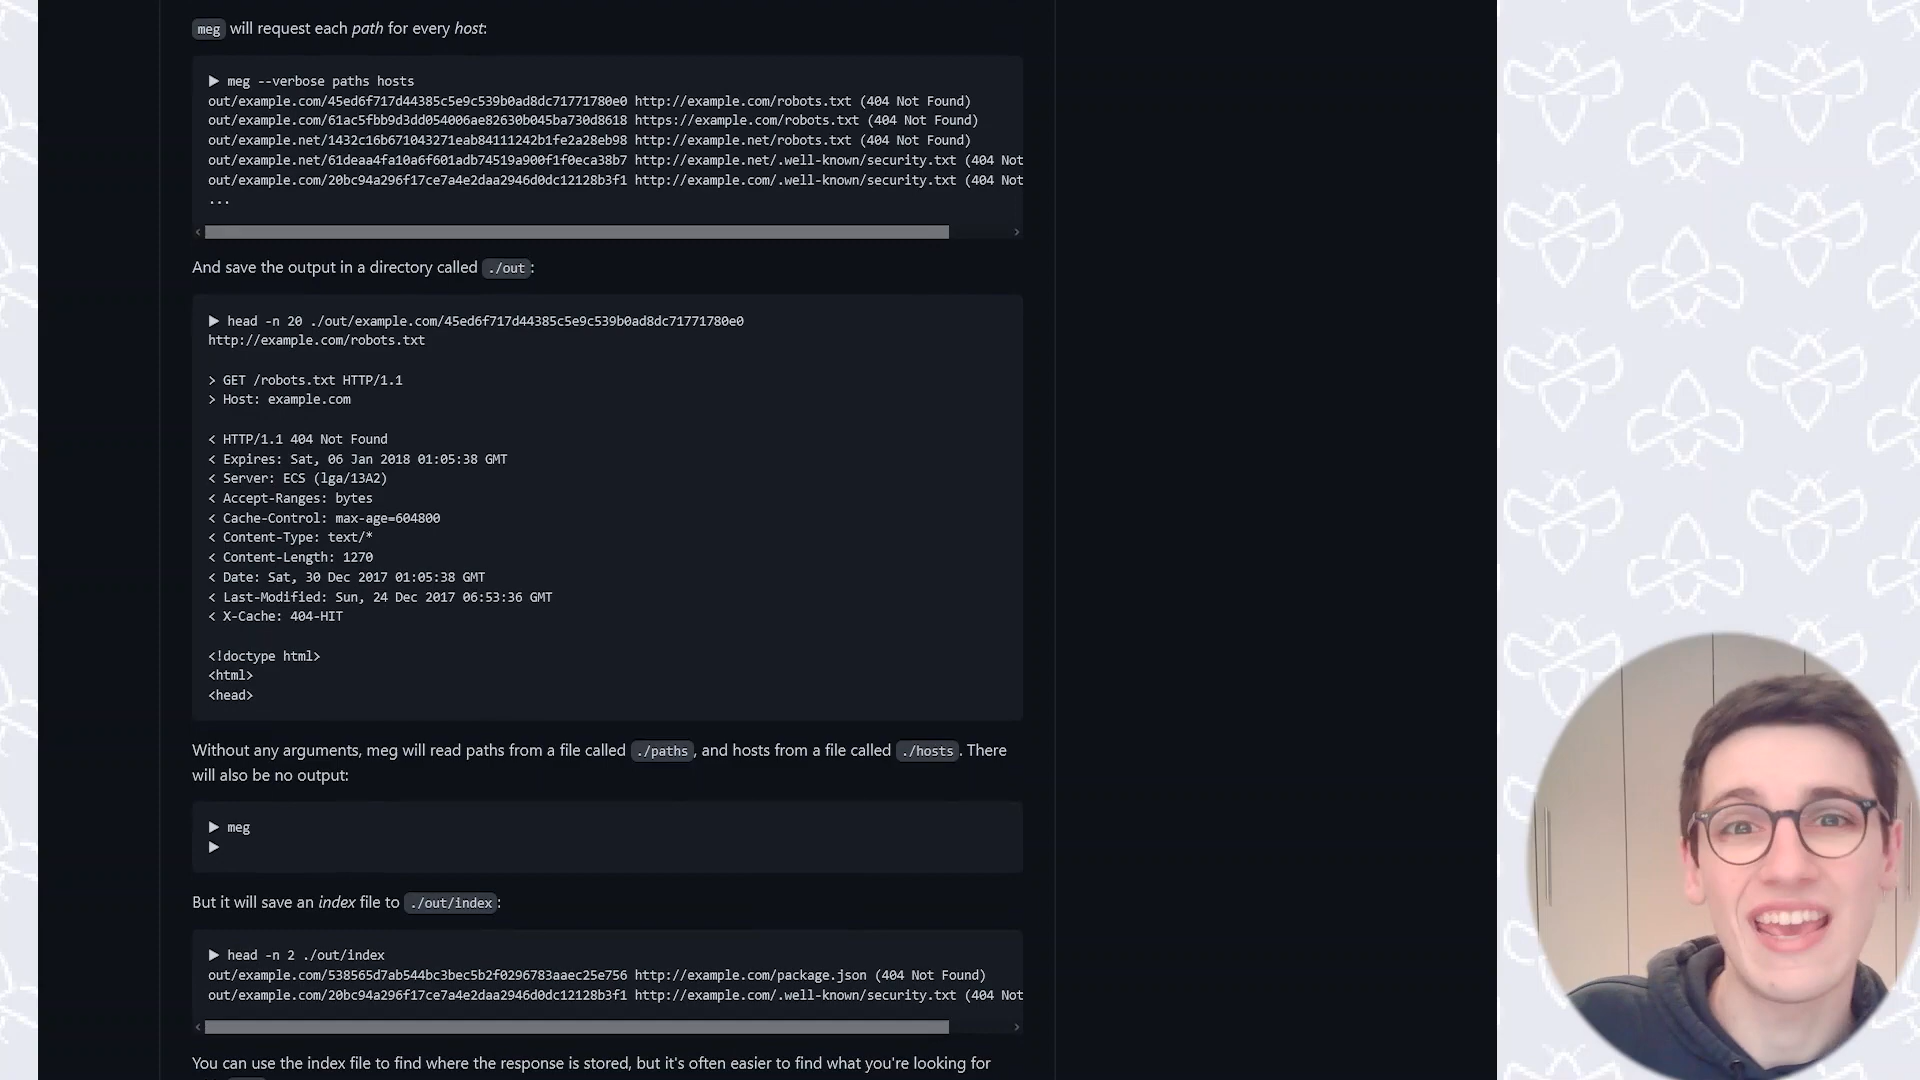 meg will request each path for every host:
▶ meg --verbose paths hosts
out/example.com/45ed6f717d44385c5e9c539b0ad8dc71771780e0 http://example.com/robots.txt (404 Not Found)
out/example.com/61ac5fbb9d3dd054006ae82630b045ba730d8618 https://example.com/robots.txt (404 Not Found)
out/example.net/1432c16b671043271eab84111242b1fe2a28eb98 http://example.net/robots.txt (404 Not Found)
out/example.net/61deaa4fa10a6f601adb74519a900f1f0eca38b7 http://example.net/.well-known/security.txt (404 Not
out/example.com/20bc94a296f17ce7a4e2daa2946d0dc12128b3f1 http://example.com/.well-known/security.txt (404 Not
...
And save the output in a directory called ./out:
▶ head -n 20 ./out/example.com/45ed6f717d44385c5e9c539b0ad8dc71771780e0
http://example.com/robots.txt
> GET /robots.txt HTTP/1.1
> Host: example.com
< HTTP/1.1 404 Not Found
< Expires: Sat, 06 Jan 2018 01:05:38 GMT
< Server: ECS (lga/13A2)
< Accept-Ranges: bytes
< Cache-Control: max-age=604800
< Content-Type: text/*
< Content-Length: 1270
< Date: Sat, 30 Dec 2017 01:05:38 GMT
< Last-Modified: Sun, 24 Dec 2017 06:53:36 GMT
< X-Cache: 404-HIT
<!doctype html>
<html>
<head>
Without any arguments, meg will read paths from a file called ./paths, and hosts from a file called ./hosts. There
will also be no output:
▶ meg
▶
But it will save an index file to ./out/index:
▶ head -n 2 ./out/index
out/example.com/538565d7ab544bc3bec5b2f0296783aaec25e756 http://example.com/package.json (404 Not Found)
out/example.com/20bc94a296f17ce7a4e2daa2946d0dc12128b3f1 http://example.com/.well-known/security.txt (404 Not
You can use the index file to find where the response is stored, but it's often easier to find what you're looking for